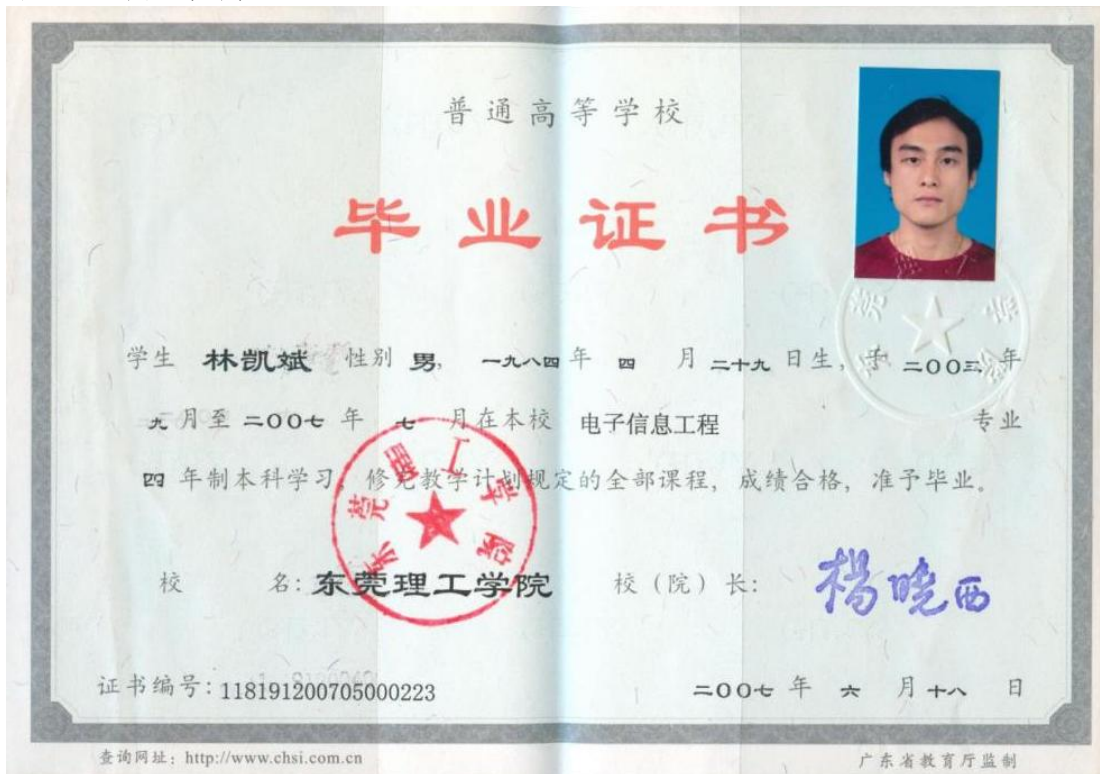 普通高等学校
毕业证书
学生 林凯斌 性别 男, 一九八四 年 四 月 二十九 日生, 于 二00三 年
九 月至 二00七 年 七 月在本校 电子信息工程 专业
四 年制本科学习, 修完教学计划规定的全部课程, 成绩合格, 准予毕业。
校 名: 东莞理工学院 校(院)长: 杨晓西
东莞理工学院
证书编号: 118191200705000223 二00七 年 六 月 十八 日
查询网址: http://www.chsi.com.cn 广东省教育厅监制